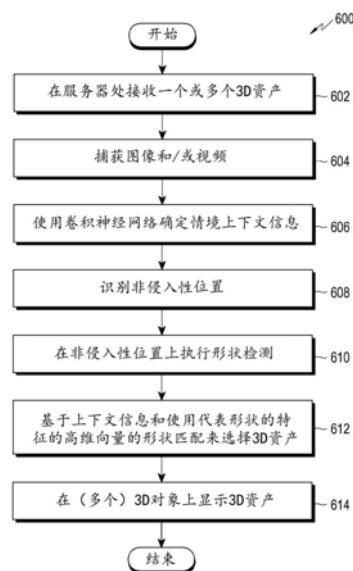 开始
600
在服务器处接收一个或多个3D资产
602
捕获图像和/或视频
604
使用卷积神经网络确定情境上下文信息
606
识别非侵入性位置
608
在非侵入性位置上执行形状检测
610
基于上下文信息和使用代表形状的特
征的高维向量的形状匹配来选择3D资产
612
在（多个）3D对象上显示3D资产
614
结束